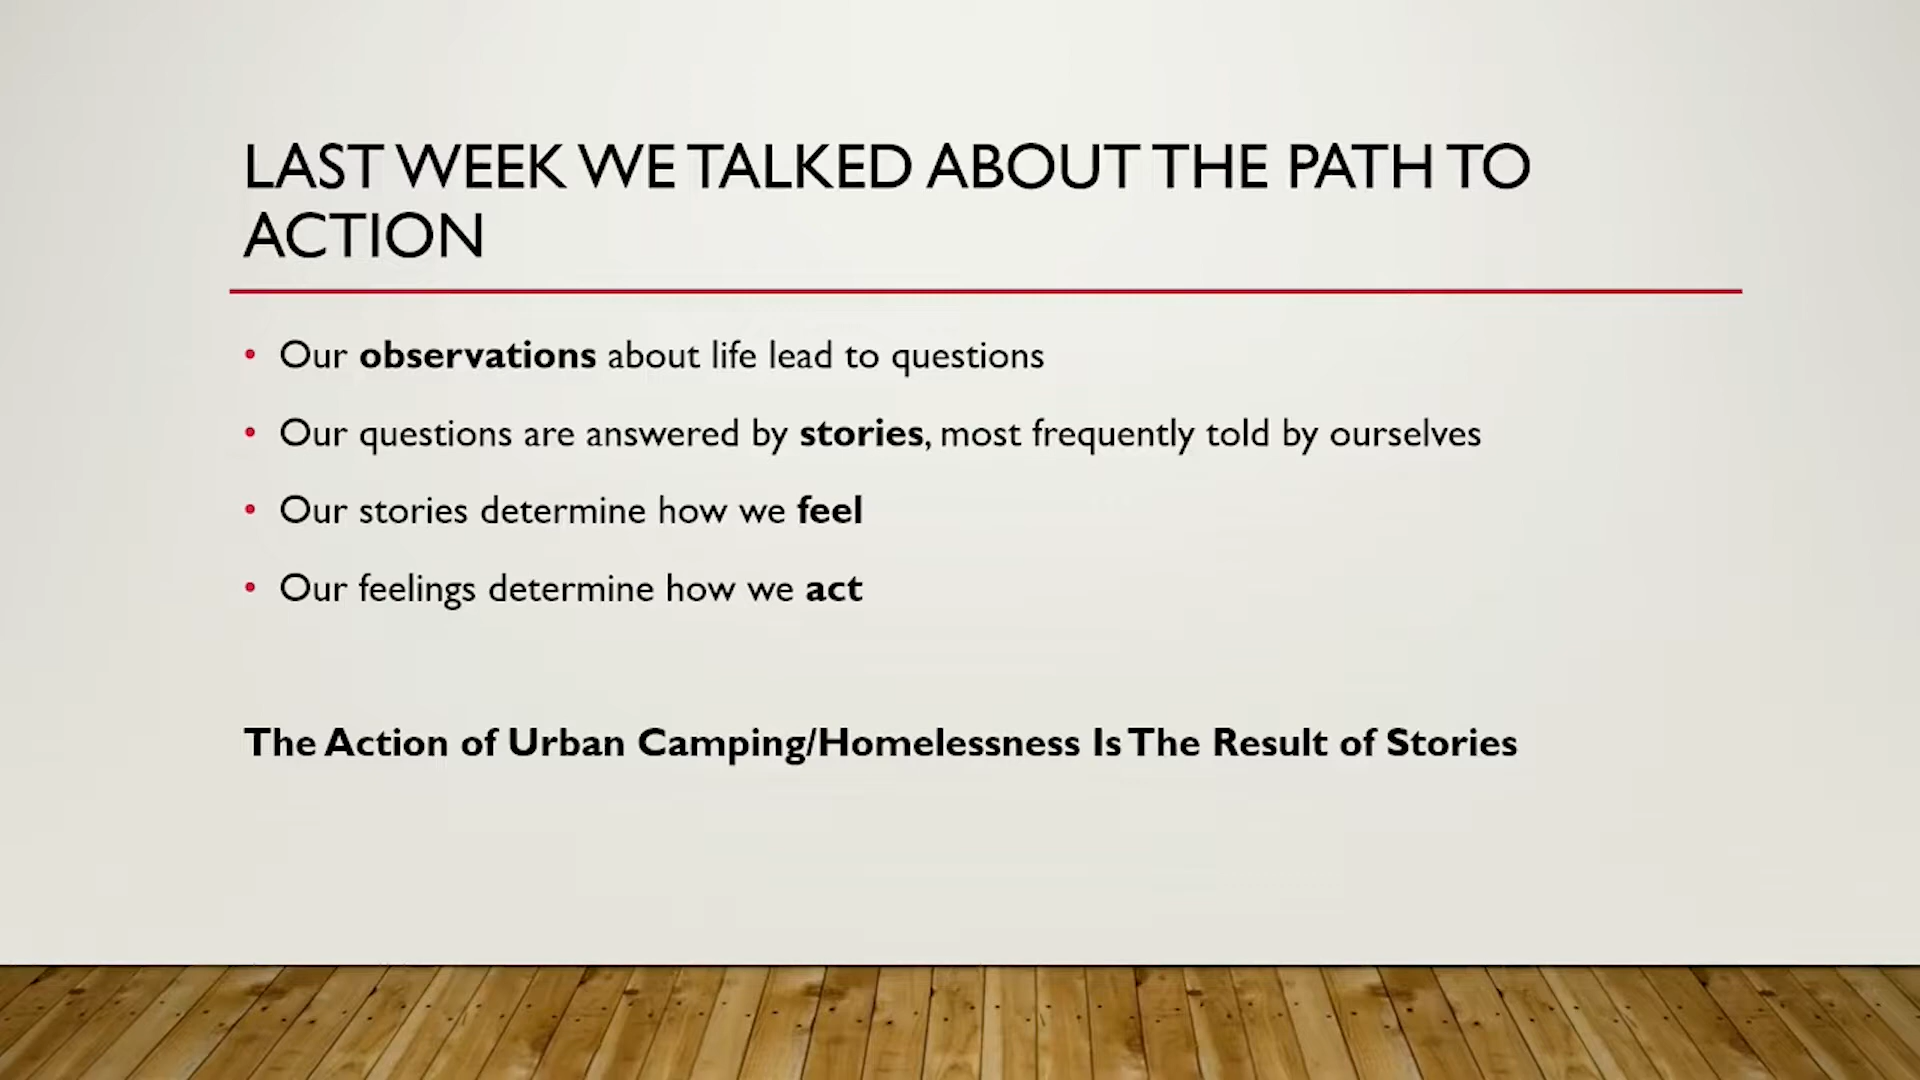 LAST WEEK WE TALKED ABOUT THE PATH TO
ACTION
• Our observations about life lead to questions
• Our questions are answered by stories, most frequently told by ourselves
• Our stories determine how we feel
• Our feelings determine how we act
The Action of Urban Camping/Homelessness Is The Result of Stories